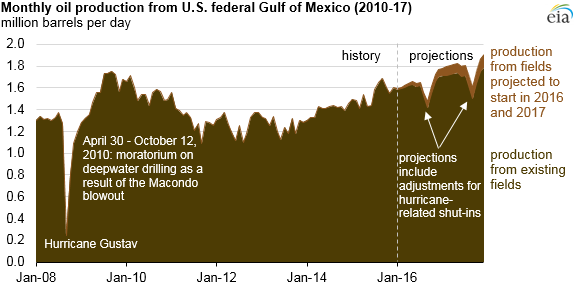 Monthly oil production from U.S. federal Gulf of Mexico (2010-17)
million barrels per day
eia
2.0
1.8
1.6
1.4
1.2
1.0
0.8
0.6
0.4
0.2
0.0
history
projections
production
from fields
projected to
start in 2016
and 2017
April 30 - October 12,
2010: moratorium on
deepwater drilling as a
result of the Macondo
blowout
projections
include
adjustments for
hurricane-
related shut-ins
production
from existing
fields
Hurricane Gustav
Jan-08
Jan-10
Jan-12
Jan-14
Jan-16